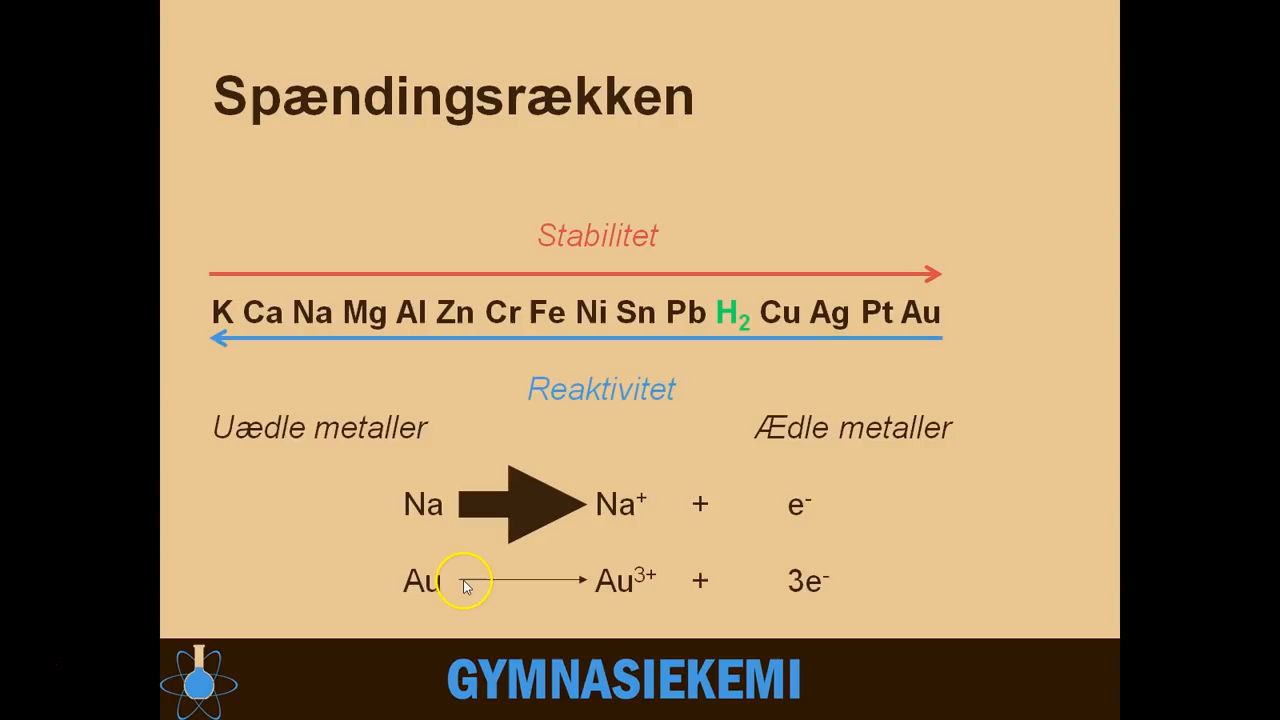 Spændingsrækken
Stabilitet
K Ca Na Mg Al Zn Cr Fe Ni Sn Pb H₂ Cu Ag Pt Au
Reaktivitet
Uædle metaller Ædle metaller
Na Na⁺ + e⁻
Au Au³⁺ + 3e⁻
GYMNASIEKEMI